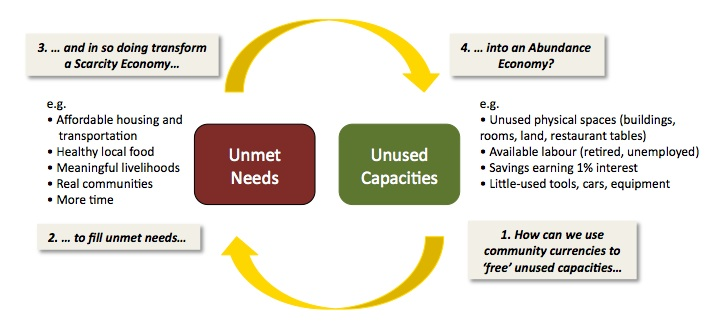 3. … and in so doing transform
a Scarcity Economy…
4. … into an Abundance
Economy?
e.g.
• Affordable housing and
transportation
• Healthy local food
• Meaningful livelihoods
• Real communities
• More time
Unmet
Needs
Unused
Capacities
e.g.
• Unused physical spaces (buildings,
rooms, land, restaurant tables)
• Available labour (retired, unemployed)
• Savings earning 1% interest
• Little-used tools, cars, equipment
2. … to fill unmet needs…
1. How can we use
community currencies to
‘free’ unused capacities…